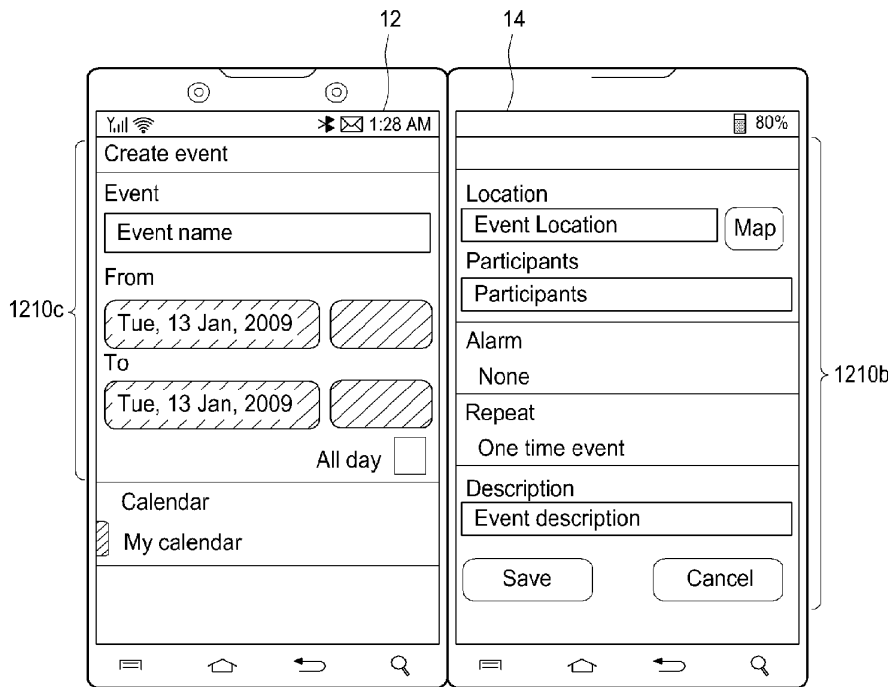 12
14
1:28 AM
80%
Create event
Event
Event name
From
Tue, 13 Jan, 2009
To
Tue, 13 Jan, 2009
All day
Calendar
My calendar
1210c
Location
Event Location
Map
Participants
Participants
Alarm
None
Repeat
One time event
Description
Event description
Save
Cancel
1210b